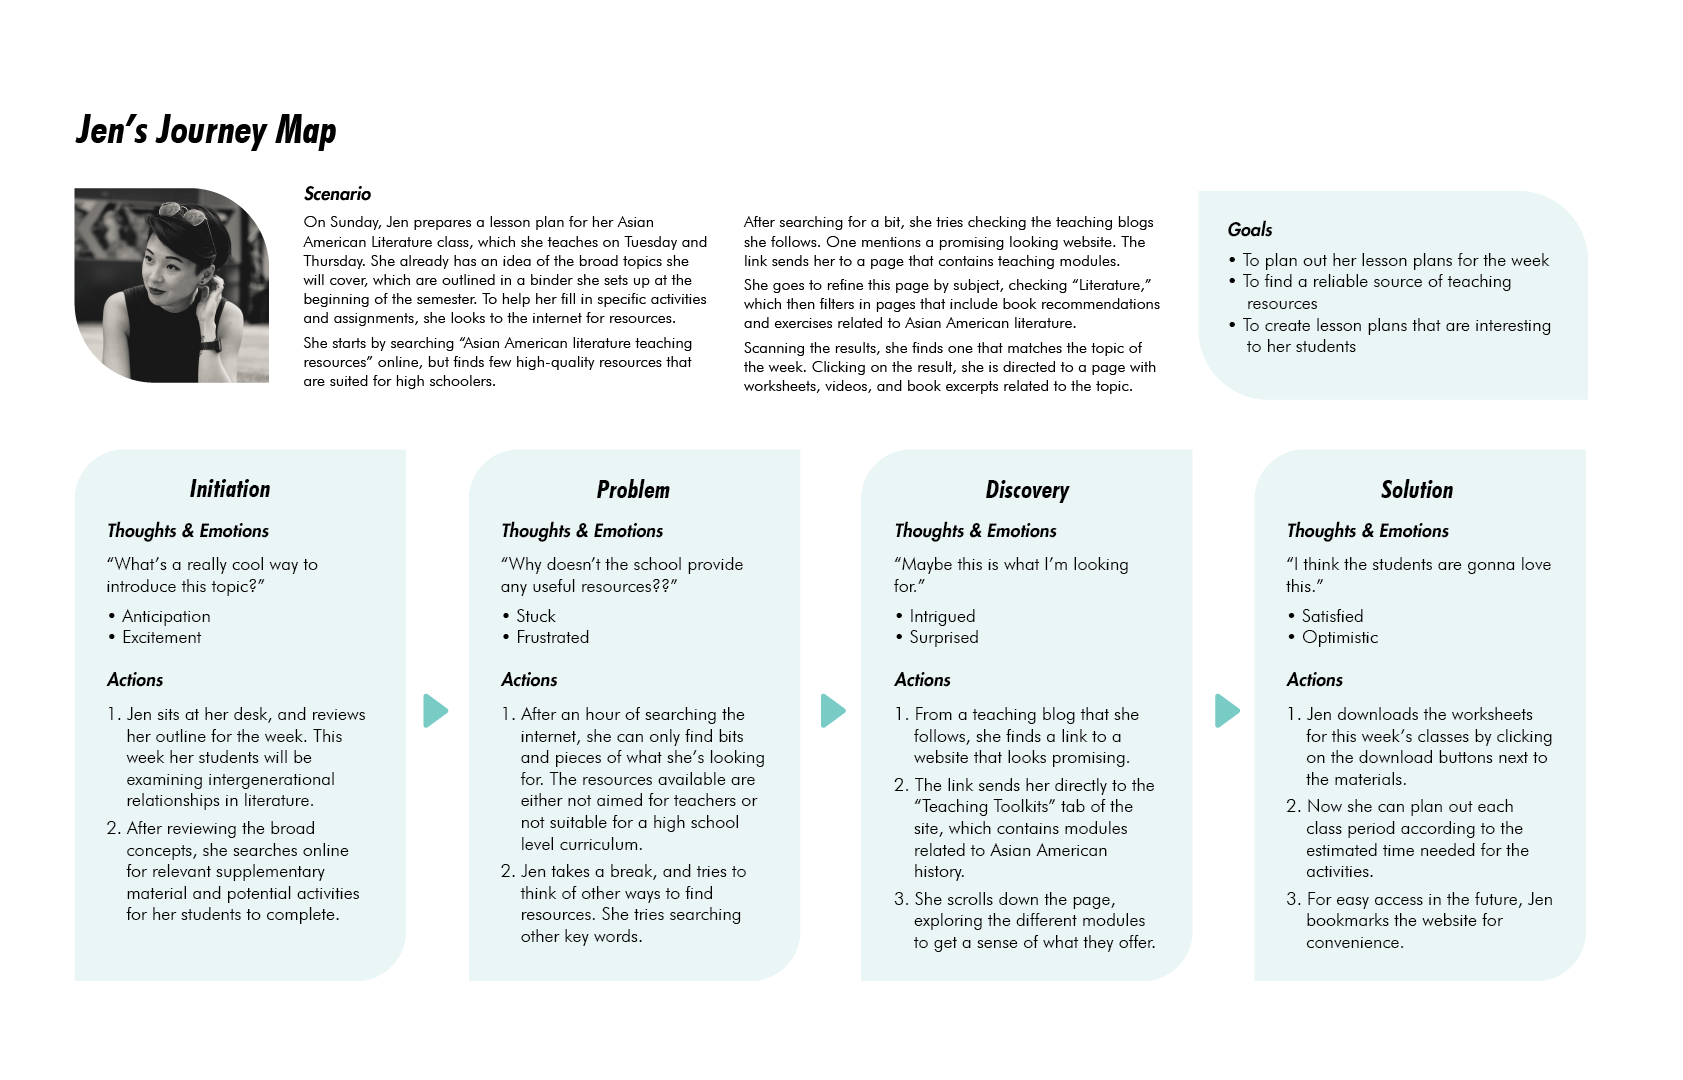 Jen’s Journey Map
Scenario
On Sunday, Jen prepares a lesson plan for her Asian
American Literature class, which she teaches on Tuesday and
Thursday. She already has an idea of the broad topics she
will cover, which are outlined in a binder she sets up at the
beginning of the semester. To help her fill in specific activities
and assignments, she looks to the internet for resources.
She starts by searching “Asian American literature teaching
resources” online, but finds few high-quality resources that
are suited for high schoolers.
After searching for a bit, she tries checking the teaching blogs
she follows. One mentions a promising looking website. The
link sends her to a page that contains teaching modules.
She goes to refine this page by subject, checking “Literature,”
which then filters in pages that include book recommendations
and exercises related to Asian American literature.
Scanning the results, she finds one that matches the topic of
the week. Clicking on the result, she is directed to a page with
worksheets, videos, and book excerpts related to the topic.
Goals
• To plan out her lesson plans for the week
• To find a reliable source of teaching
resources
• To create lesson plans that are interesting
to her students
Initiation
Thoughts & Emotions
“What’s a really cool way to
introduce this topic?”
• Anticipation
• Excitement
Actions
1. Jen sits at her desk, and reviews
her outline for the week. This
week her students will be
examining intergenerational
relationships in literature.
2. After reviewing the broad
concepts, she searches online
for relevant supplementary
material and potential activities
for her students to complete.
Problem
Thoughts & Emotions
“Why doesn’t the school provide
any useful resources??”
• Stuck
• Frustrated
Actions
1. After an hour of searching the
internet, she can only find bits
and pieces of what she’s looking
for. The resources available are
either not aimed for teachers or
not suitable for a high school
level curriculum.
2. Jen takes a break, and tries to
think of other ways to find
resources. She tries searching
other key words.
Discovery
Thoughts & Emotions
“Maybe this is what I’m looking
for.”
• Intrigued
• Surprised
Actions
1. From a teaching blog that she
follows, she finds a link to a
website that looks promising.
2. The link sends her directly to the
“Teaching Toolkits” tab of the
site, which contains modules
related to Asian American
history.
3. She scrolls down the page,
exploring the different modules
to get a sense of what they offer.
Solution
Thoughts & Emotions
“I think the students are gonna love
this.”
• Satisfied
• Optimistic
Actions
1. Jen downloads the worksheets
for this week’s classes by clicking
on the download buttons next to
the materials.
2. Now she can plan out each
class period according to the
estimated time needed for the
activities.
3. For easy access in the future, Jen
bookmarks the website for
convenience.